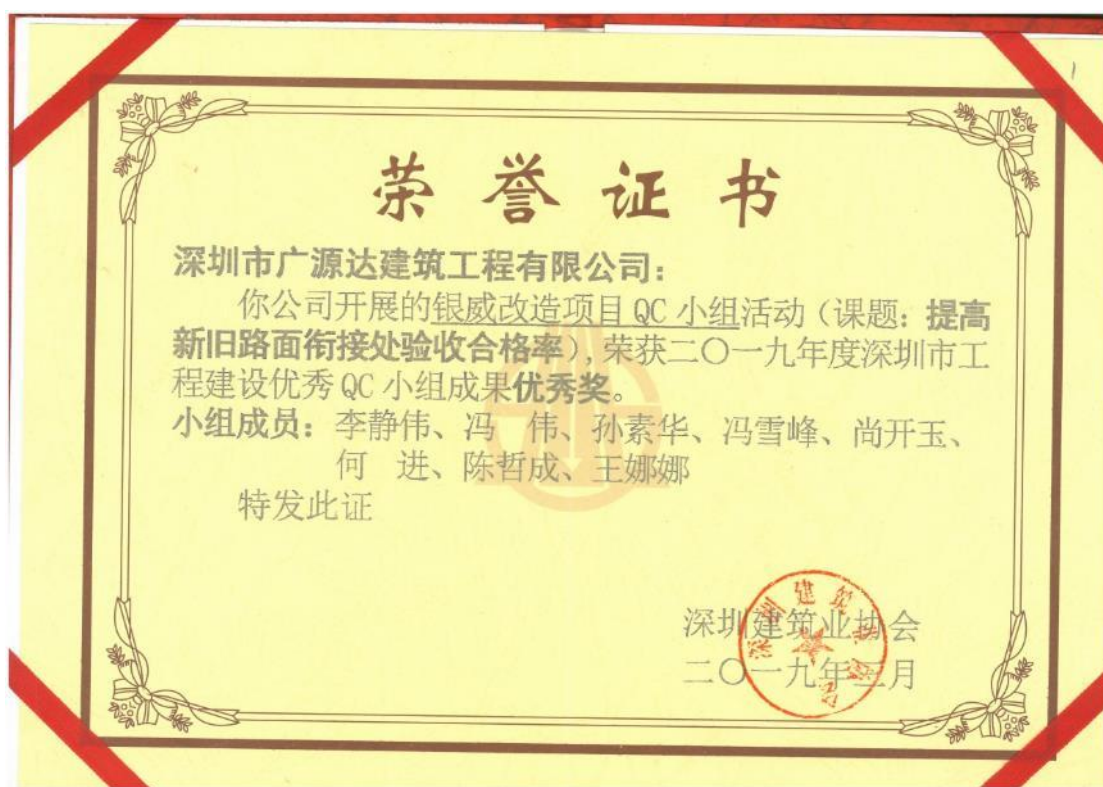 荣誉证书
深圳市广源达建筑工程有限公司：
你公司开展的银威改造项目 QC 小组活动（课题：提高
新旧路面衔接处验收合格率），荣获二〇一九年度深圳市工
程建设优秀 QC 小组成果优秀奖。
小组成员：李静伟、冯　伟、孙素华、冯雪峰、尚开玉、
何　进、陈哲成、王娜娜
特发此证
深圳建筑业协会
二〇一九年三月